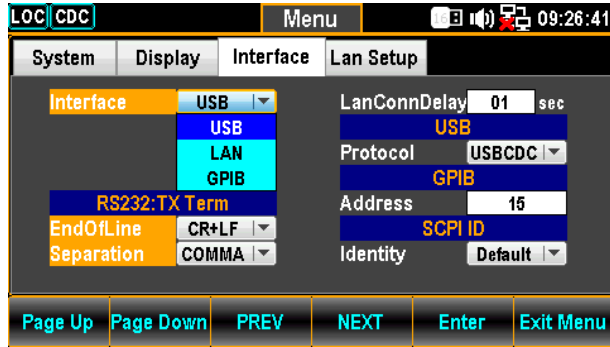 LOC CDC Menu 16 09:26:41
System Display Interface Lan Setup
Interface USB LanConnDelay 01 sec
USB USB
LAN Protocol USBCDC
GPIB GPIB
RS232:TX Term Address 15
EndOfLine CR+LF SCPI ID
Separation COMMA Identity Default
Page Up Page Down PREV NEXT Enter Exit Menu